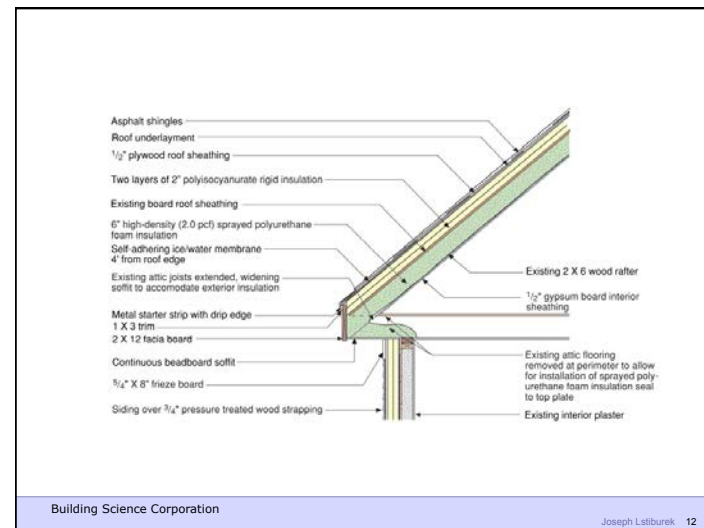 Asphalt shingles
Roof underlayment
1/2" plywood roof sheathing
Two layers of 2" polyisocyanurate rigid insulation
Existing board roof sheathing
6" high-density (2.0 pcf) sprayed polyurethane
foam insulation
Self-adhering ice/water membrane
4' from roof edge
Existing attic joists extended, widening
soffit to accomodate exterior insulation
Metal starter strip with drip edge
1 X 3 trim
2 X 12 facia board
Continuous beadboard soffit
5/4" X 8" frieze board
Siding over 3/4" pressure treated wood strapping
Existing 2 X 6 wood rafter
1/2" gypsum board interior
sheathing
Existing attic flooring
removed at perimeter to allow
for installation of sprayed poly-
urethane foam insulation seal
to top plate
Existing interior plaster
Building Science Corporation
Joseph Lstiburek 12